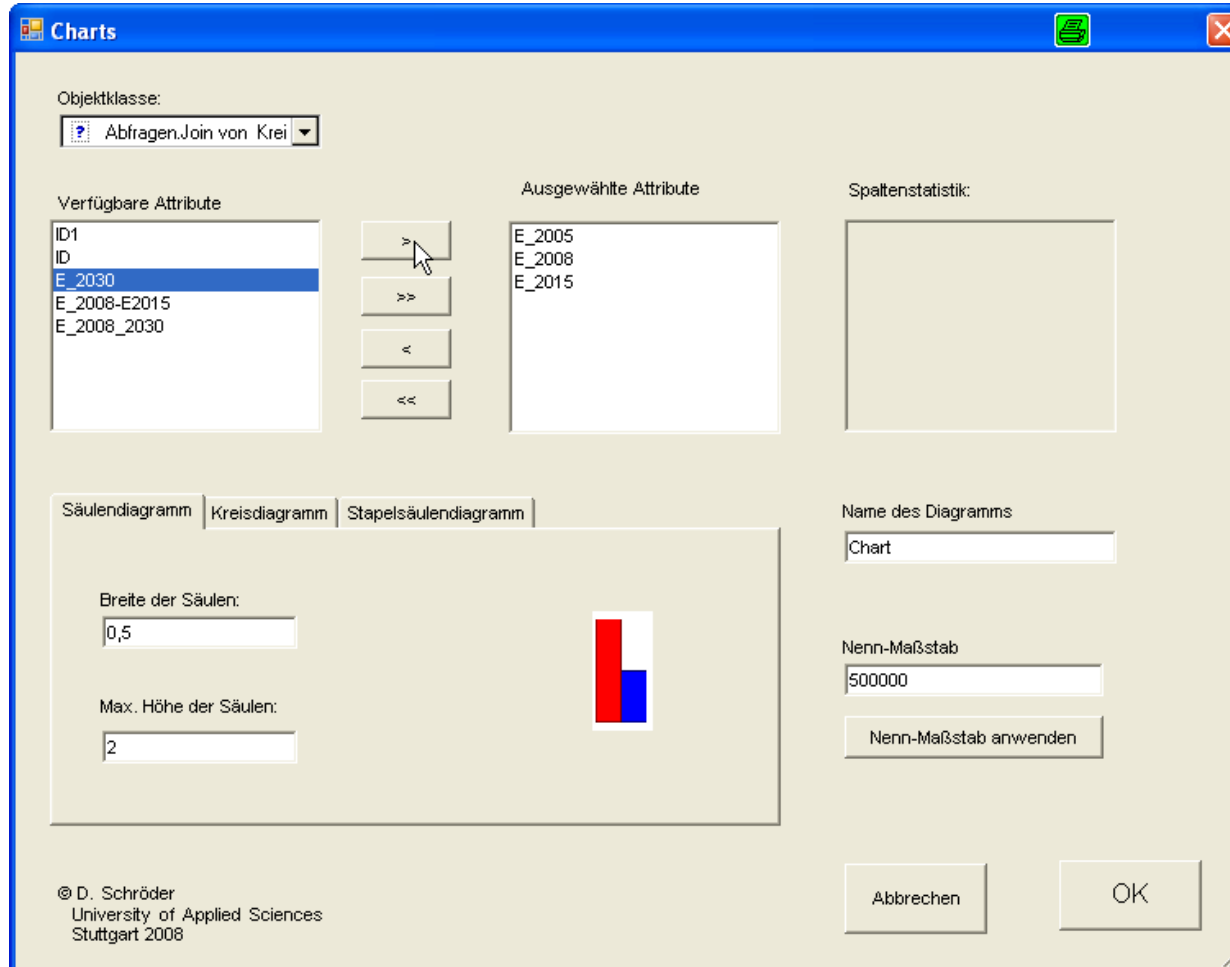 Charts
Objektklasse:
? Abfragen.Join von Krei
Verfügbare Attribute
ID1
ID
E_2030
E_2008-E2015
E_2008_2030
>
>>
<
<<
Ausgewählte Attribute
E_2005
E_2008
E_2015
Spaltenstatistik:
Säulendiagramm
Kreisdiagramm
Stapelsäulendiagramm
Breite der Säulen:
0,5
Max. Höhe der Säulen:
2
Name des Diagramms
Chart
Nenn-Maßstab
500000
Nenn-Maßstab anwenden
© D. Schröder
University of Applied Sciences
Stuttgart 2008
Abbrechen
OK